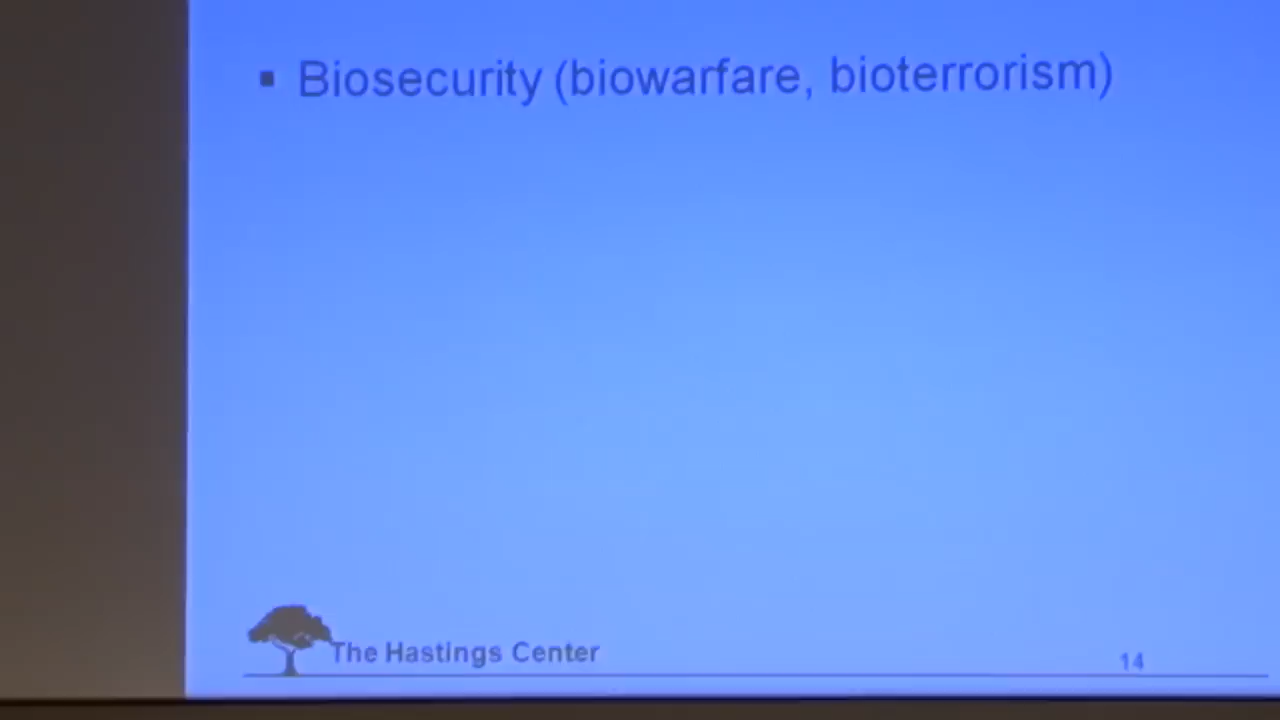 ▪ Biosecurity (biowarfare, bioterrorism)
The Hastings Center
14